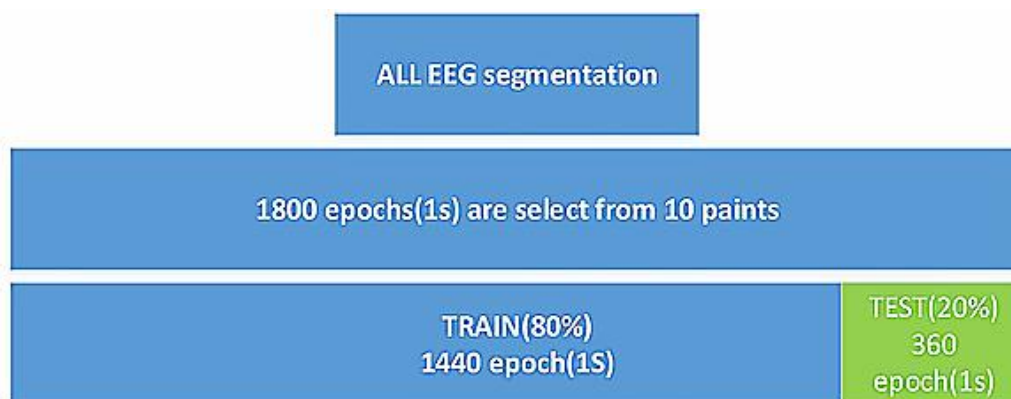 ALL EEG segmentation
1800 epochs(1s) are select from 10 paints
TRAIN(80%)
1440 epoch(1S)
TEST(20%)
360
epoch(1s)